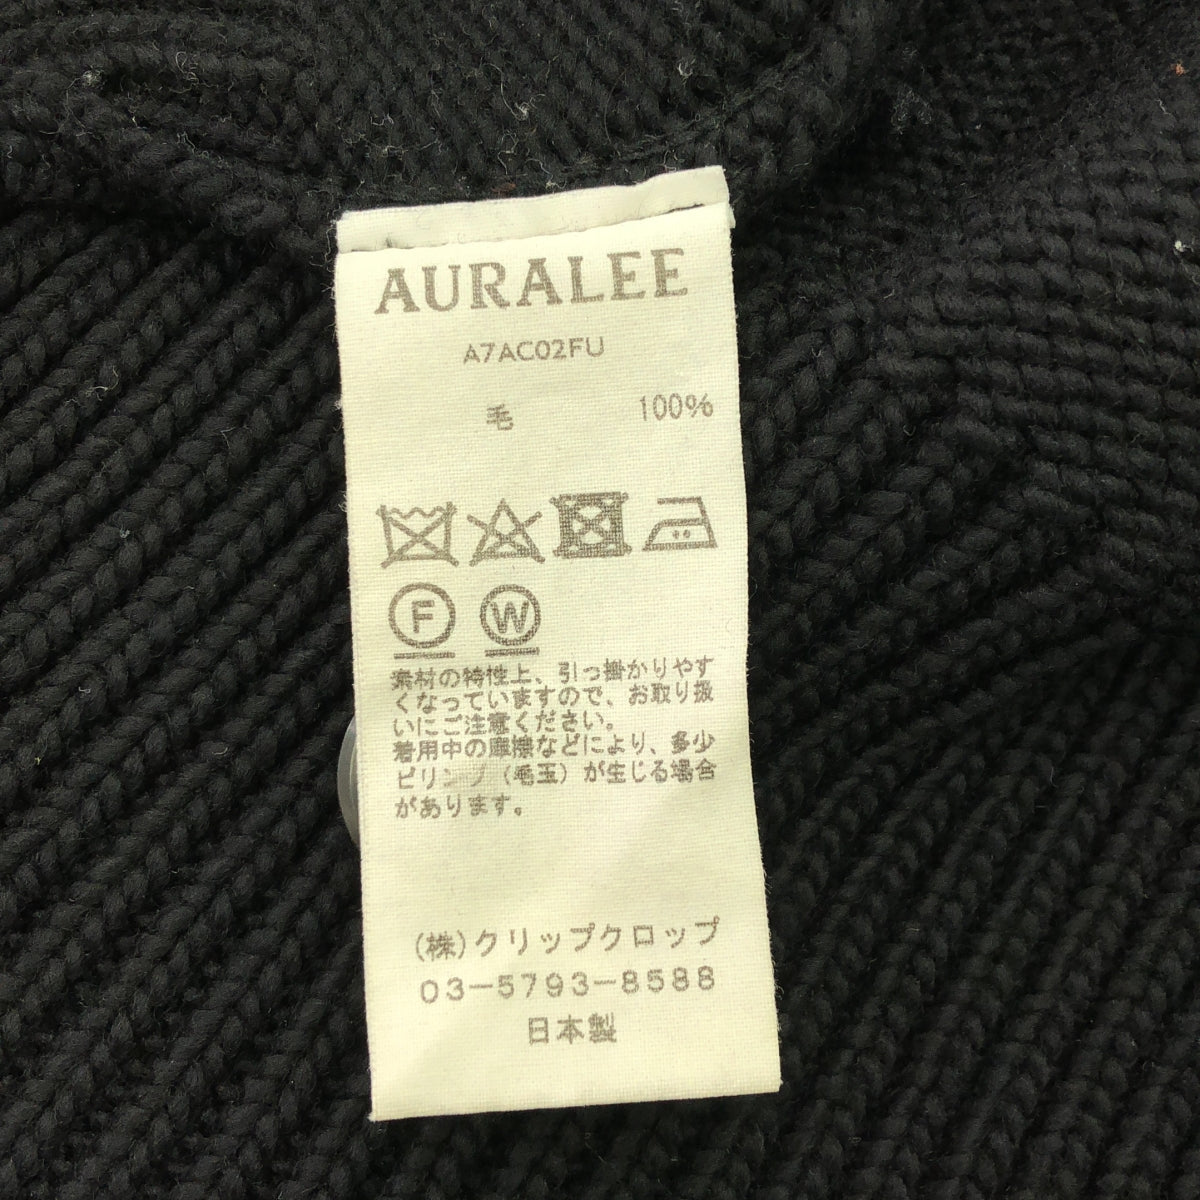 AURALEE
A7AC02FU
毛 100%
F W
素材の特性上、引っ掛かりやす
くなっていますので、お取り扱
いにご注意ください。
着用中の摩擦などにより、多少
ピリング(毛玉)が生じる場合
があります。
(株)クリップクロップ
03-5793-8588
日本製